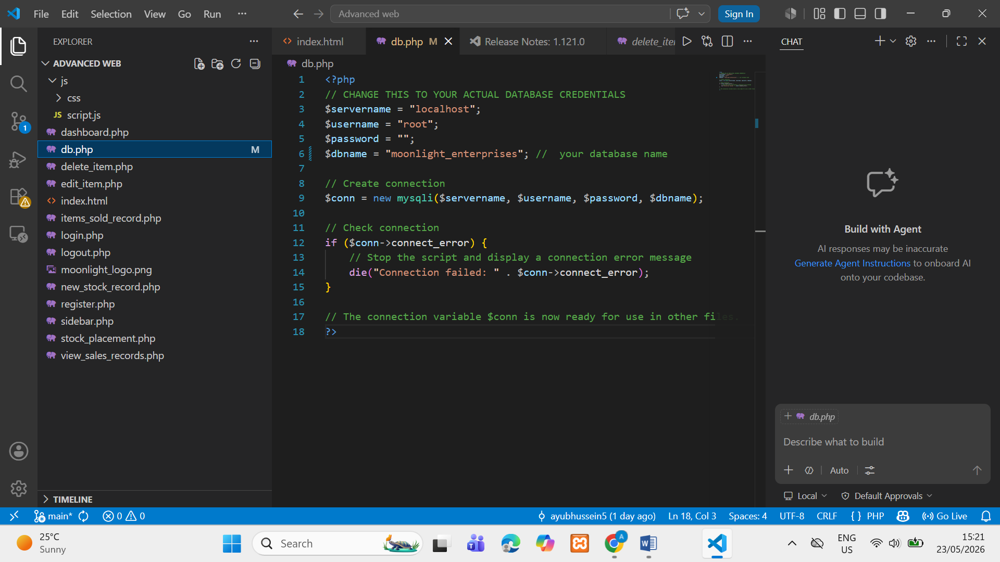 File Edit Selection View Go Run ···
Advanced web
Sign In
EXPLORER
index.html
db.php M
Release Notes: 1.121.0
delete_iter
CHAT
ADVANCED WEB
js
css
JS script.js
dashboard.php
db.php M
delete_item.php
edit_item.php
index.html
items_sold_record.php
login.php
logout.php
moonlight_logo.png
new_stock_record.php
register.php
sidebar.php
stock_placement.php
view_sales_records.php
TIMELINE
1
db.php
1 <?php
2 // CHANGE THIS TO YOUR ACTUAL DATABASE CREDENTIALS
3 $servername = "localhost";
4 $username = "root";
5 $password = "";
6 $dbname = "moonlight_enterprises"; //  your database name
7
8 // Create connection
9 $conn = new mysqli($servername, $username, $password, $dbname);
10
11 // Check connection
12 if ($conn->connect_error) {
13     // Stop the script and display a connection error message
14     die("Connection failed: " . $conn->connect_error);
15 }
16
17 // The connection variable $conn is now ready for use in other files.
18 ?>
Build with Agent
AI responses may be inaccurate
Generate Agent Instructions to onboard AI
onto your codebase.
db.php
Describe what to build
Auto
Local
Default Approvals
main*
0 0
ayubhussein5 (1 day ago)
Ln 18, Col 3
Spaces: 4
UTF-8
CRLF
{ } PHP
Go Live
25°C
Sunny
Search
A
ENG
US
15:21
23/05/2026